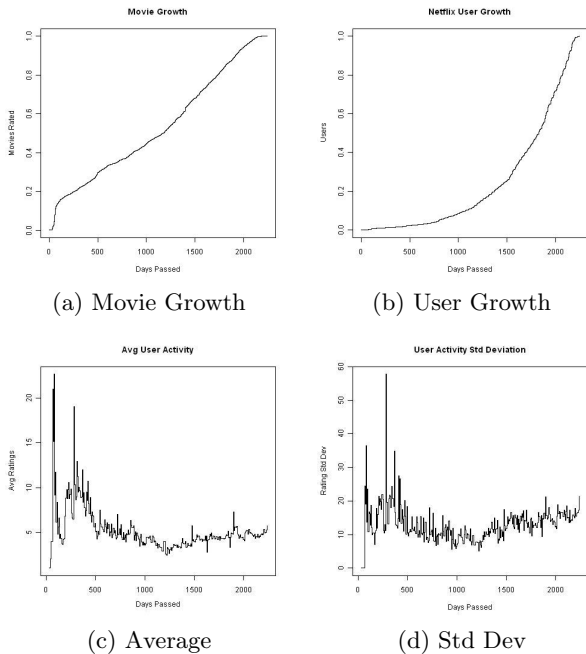 Movie Growth
Movies Rated
0.0 0.2 0.4 0.6 0.8 1.0
0 500 1000 1500 2000
Days Passed
(a) Movie Growth
Netflix User Growth
Users
0.0 0.2 0.4 0.6 0.8 1.0
0 500 1000 1500 2000
Days Passed
(b) User Growth
Avg User Activity
Avg Ratings
5 10 15 20
0 500 1000 1500 2000
Days Passed
(c) Average
User Activity Std Deviation
Rating Std Dev
0 10 20 30 40 50 60
0 500 1000 1500 2000
Days Passed
(d) Std Dev